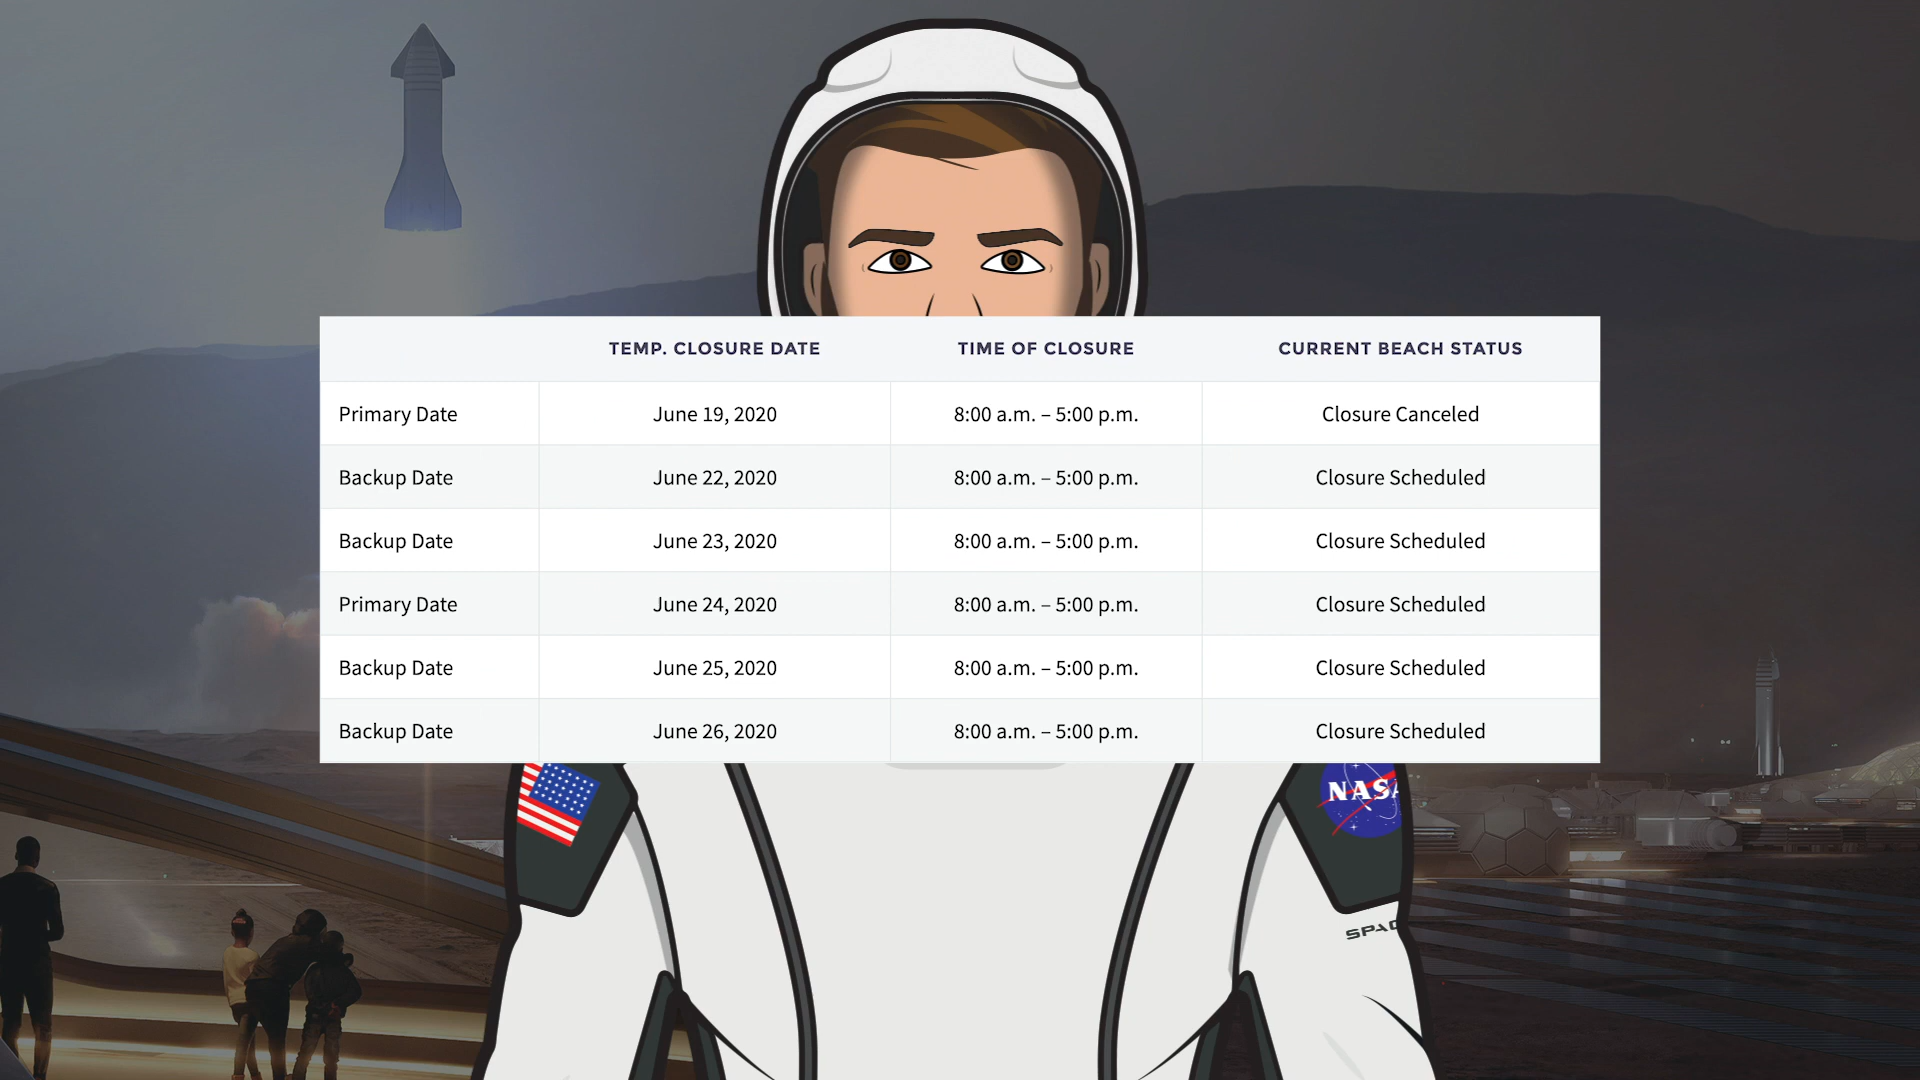 TEMP. CLOSURE DATE TIME OF CLOSURE CURRENT BEACH STATUS
Primary Date June 19, 2020 8:00 a.m. – 5:00 p.m. Closure Canceled
Backup Date June 22, 2020 8:00 a.m. – 5:00 p.m. Closure Scheduled
Backup Date June 23, 2020 8:00 a.m. – 5:00 p.m. Closure Scheduled
Primary Date June 24, 2020 8:00 a.m. – 5:00 p.m. Closure Scheduled
Backup Date June 25, 2020 8:00 a.m. – 5:00 p.m. Closure Scheduled
Backup Date June 26, 2020 8:00 a.m. – 5:00 p.m. Closure Scheduled
NASA
SPAC